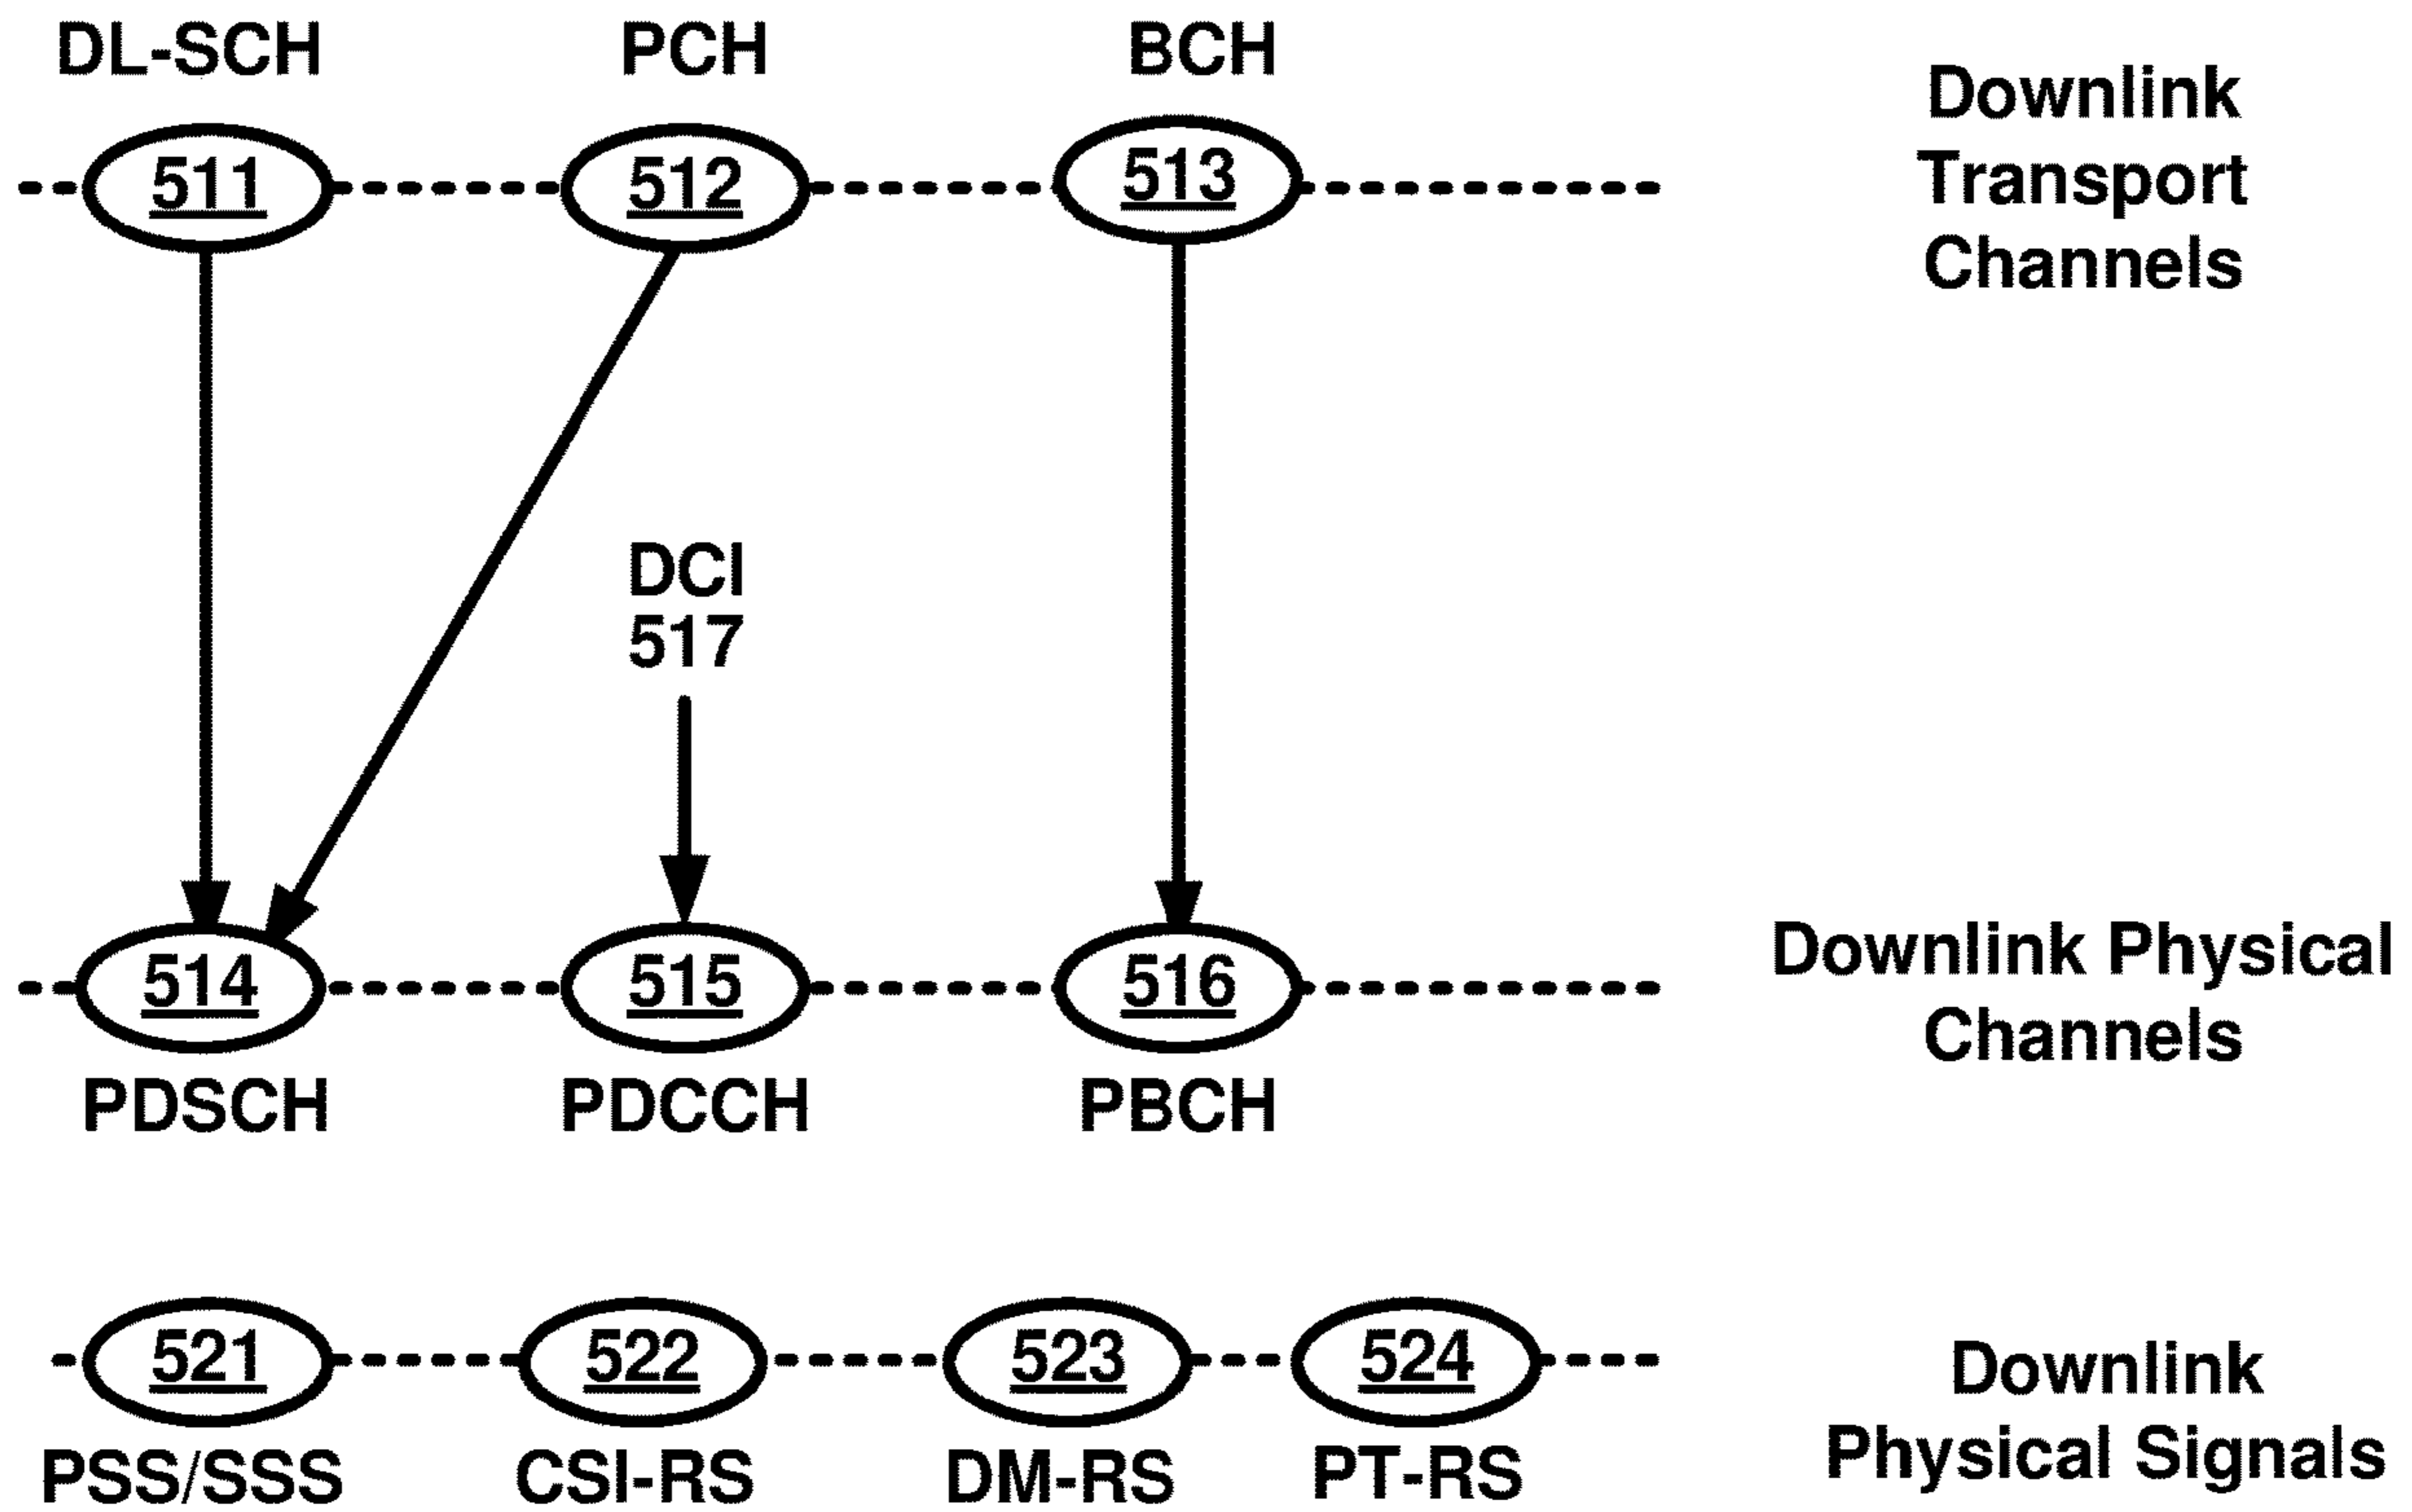 DL-SCH
PCH
BCH
Downlink
Transport
Channels
511
512
513
DCI
517
Downlink Physical
Channels
514
515
516
PDSCH
PDCCH
PBCH
521
522
523
524
Downlink
Physical Signals
PSS/SSS
CSI-RS
DM-RS
PT-RS